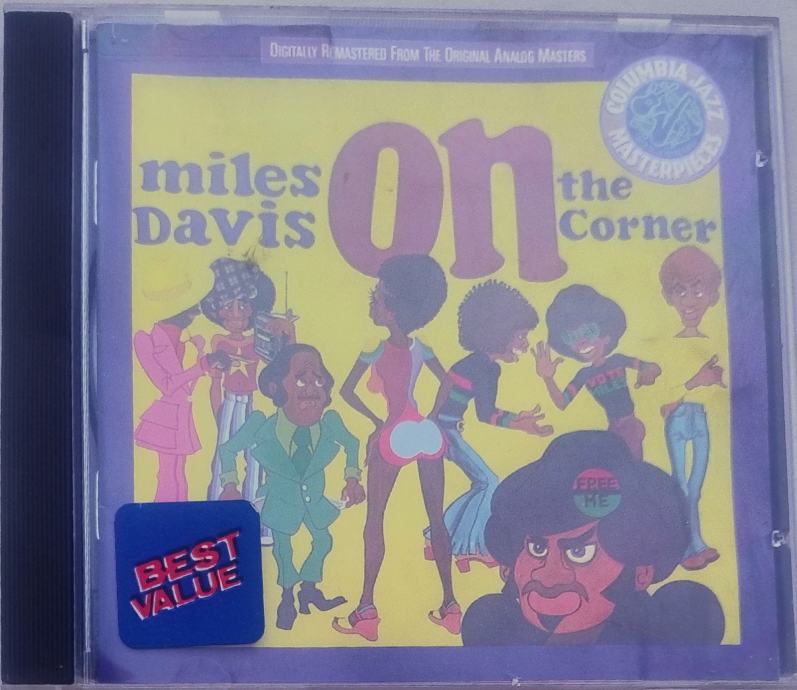 DIGITALLY REMASTERED FROM THE ORIGINAL ANALOG MASTERS
COLUMBIA JAZZ
MASTERPIECES
miles
Davis
on
the
Corner
VOTE
FREE
ME
BEST
VALUE